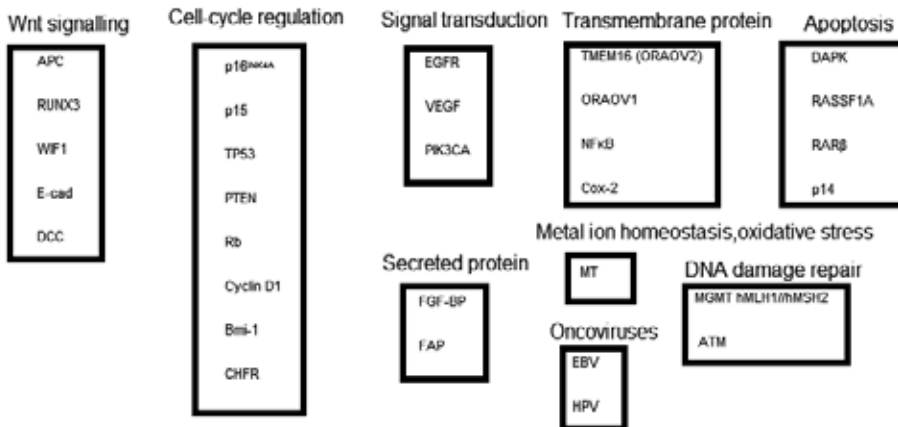 Wnt signalling
APC
RUNX3
WIF1
E-cad
DCC
Cell-cycle regulation
p16INK4A
p15
TP53
PTEN
Rb
Cyclin D1
Bmi-1
CHFR
Signal transduction
EGFR
VEGF
PIK3CA
Transmembrane protein
TMEM16 (ORAOV2)
ORAOV1
NFκB
Cox-2
Apoptosis
DAPK
RASSF1A
RARβ
p14
Secreted protein
FGF-BP
FAP
Metal ion homeostasis,oxidative stress
MT
Oncoviruses
EBV
HPV
DNA damage repair
MGMT hMLH1//hMSH2
ATM